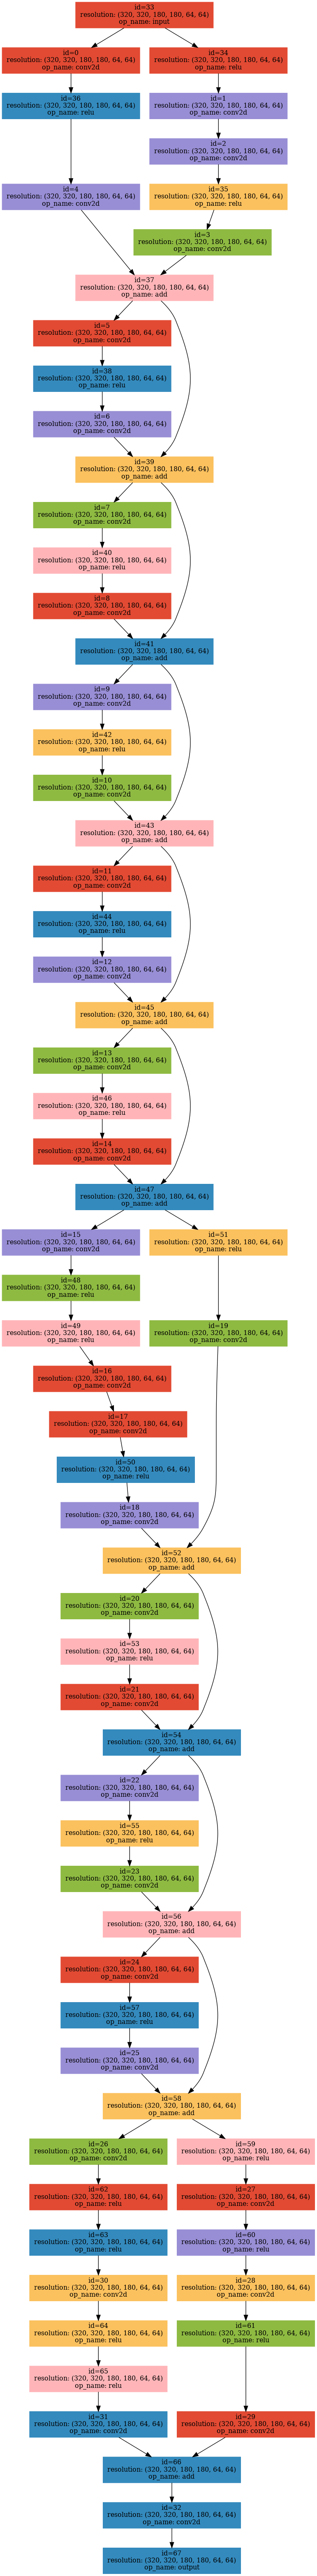 id=33
resolution: (320, 320, 180, 180, 64, 64)
op_name: input
id=0
resolution: (320, 320, 180, 180, 64, 64)
op_name: conv2d
id=34
resolution: (320, 320, 180, 180, 64, 64)
op_name: relu
id=36
resolution: (320, 320, 180, 180, 64, 64)
op_name: relu
id=1
resolution: (320, 320, 180, 180, 64, 64)
op_name: conv2d
id=2
resolution: (320, 320, 180, 180, 64, 64)
op_name: conv2d
id=4
resolution: (320, 320, 180, 180, 64, 64)
op_name: conv2d
id=35
resolution: (320, 320, 180, 180, 64, 64)
op_name: relu
id=3
resolution: (320, 320, 180, 180, 64, 64)
op_name: conv2d
id=37
resolution: (320, 320, 180, 180, 64, 64)
op_name: add
id=5
resolution: (320, 320, 180, 180, 64, 64)
op_name: conv2d
id=38
resolution: (320, 320, 180, 180, 64, 64)
op_name: relu
id=6
resolution: (320, 320, 180, 180, 64, 64)
op_name: conv2d
id=39
resolution: (320, 320, 180, 180, 64, 64)
op_name: add
id=7
resolution: (320, 320, 180, 180, 64, 64)
op_name: conv2d
id=40
resolution: (320, 320, 180, 180, 64, 64)
op_name: relu
id=8
resolution: (320, 320, 180, 180, 64, 64)
op_name: conv2d
id=41
resolution: (320, 320, 180, 180, 64, 64)
op_name: add
id=9
resolution: (320, 320, 180, 180, 64, 64)
op_name: conv2d
id=42
resolution: (320, 320, 180, 180, 64, 64)
op_name: relu
id=10
resolution: (320, 320, 180, 180, 64, 64)
op_name: conv2d
id=43
resolution: (320, 320, 180, 180, 64, 64)
op_name: add
id=11
resolution: (320, 320, 180, 180, 64, 64)
op_name: conv2d
id=44
resolution: (320, 320, 180, 180, 64, 64)
op_name: relu
id=12
resolution: (320, 320, 180, 180, 64, 64)
op_name: conv2d
id=45
resolution: (320, 320, 180, 180, 64, 64)
op_name: add
id=13
resolution: (320, 320, 180, 180, 64, 64)
op_name: conv2d
id=46
resolution: (320, 320, 180, 180, 64, 64)
op_name: relu
id=14
resolution: (320, 320, 180, 180, 64, 64)
op_name: conv2d
id=47
resolution: (320, 320, 180, 180, 64, 64)
op_name: add
id=15
resolution: (320, 320, 180, 180, 64, 64)
op_name: conv2d
id=51
resolution: (320, 320, 180, 180, 64, 64)
op_name: relu
id=48
resolution: (320, 320, 180, 180, 64, 64)
op_name: relu
id=49
resolution: (320, 320, 180, 180, 64, 64)
op_name: relu
id=19
resolution: (320, 320, 180, 180, 64, 64)
op_name: conv2d
id=16
resolution: (320, 320, 180, 180, 64, 64)
op_name: conv2d
id=17
resolution: (320, 320, 180, 180, 64, 64)
op_name: conv2d
id=50
resolution: (320, 320, 180, 180, 64, 64)
op_name: relu
id=18
resolution: (320, 320, 180, 180, 64, 64)
op_name: conv2d
id=52
resolution: (320, 320, 180, 180, 64, 64)
op_name: add
id=20
resolution: (320, 320, 180, 180, 64, 64)
op_name: conv2d
id=53
resolution: (320, 320, 180, 180, 64, 64)
op_name: relu
id=21
resolution: (320, 320, 180, 180, 64, 64)
op_name: conv2d
id=54
resolution: (320, 320, 180, 180, 64, 64)
op_name: add
id=22
resolution: (320, 320, 180, 180, 64, 64)
op_name: conv2d
id=55
resolution: (320, 320, 180, 180, 64, 64)
op_name: relu
id=23
resolution: (320, 320, 180, 180, 64, 64)
op_name: conv2d
id=56
resolution: (320, 320, 180, 180, 64, 64)
op_name: add
id=24
resolution: (320, 320, 180, 180, 64, 64)
op_name: conv2d
id=57
resolution: (320, 320, 180, 180, 64, 64)
op_name: relu
id=25
resolution: (320, 320, 180, 180, 64, 64)
op_name: conv2d
id=58
resolution: (320, 320, 180, 180, 64, 64)
op_name: add
id=26
resolution: (320, 320, 180, 180, 64, 64)
op_name: conv2d
id=59
resolution: (320, 320, 180, 180, 64, 64)
op_name: relu
id=62
resolution: (320, 320, 180, 180, 64, 64)
op_name: relu
id=27
resolution: (320, 320, 180, 180, 64, 64)
op_name: conv2d
id=63
resolution: (320, 320, 180, 180, 64, 64)
op_name: relu
id=60
resolution: (320, 320, 180, 180, 64, 64)
op_name: relu
id=30
resolution: (320, 320, 180, 180, 64, 64)
op_name: conv2d
id=28
resolution: (320, 320, 180, 180, 64, 64)
op_name: conv2d
id=64
resolution: (320, 320, 180, 180, 64, 64)
op_name: relu
id=61
resolution: (320, 320, 180, 180, 64, 64)
op_name: relu
id=65
resolution: (320, 320, 180, 180, 64, 64)
op_name: relu
id=31
resolution: (320, 320, 180, 180, 64, 64)
op_name: conv2d
id=29
resolution: (320, 320, 180, 180, 64, 64)
op_name: conv2d
id=66
resolution: (320, 320, 180, 180, 64, 64)
op_name: add
id=32
resolution: (320, 320, 180, 180, 64, 64)
op_name: conv2d
id=67
resolution: (320, 320, 180, 180, 64, 64)
op_name: output